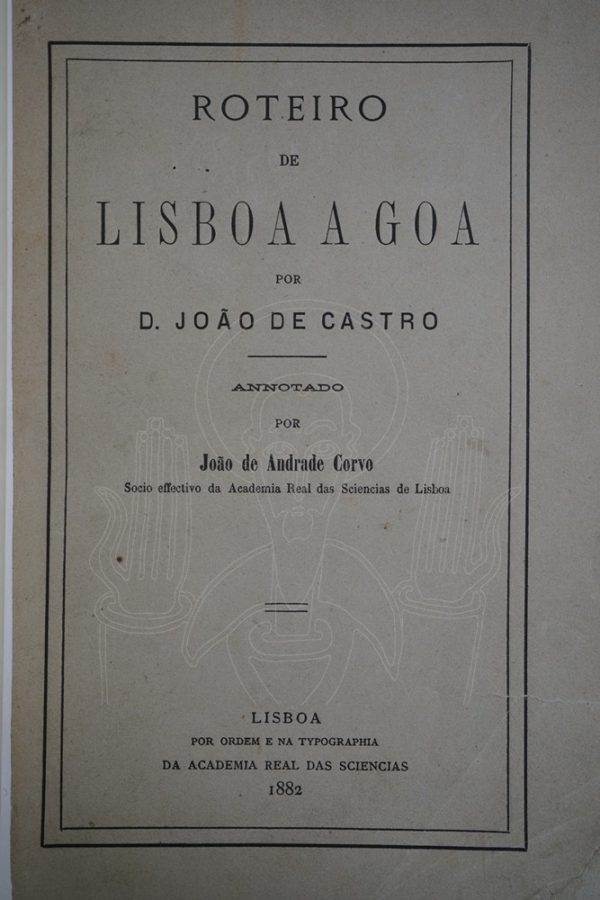 ROTEIRO
DE
LISBOA A GOA
POR
D. JOÃO DE CASTRO
ANNOTADO
POR
João de Andrade Corvo
Socio effectivo da Academia Real das Sciencias de Lisboa
LISBOA
POR ORDEM E NA TYPOGRAPHIA
DA ACADEMIA REAL DAS SCIENCIAS
1882